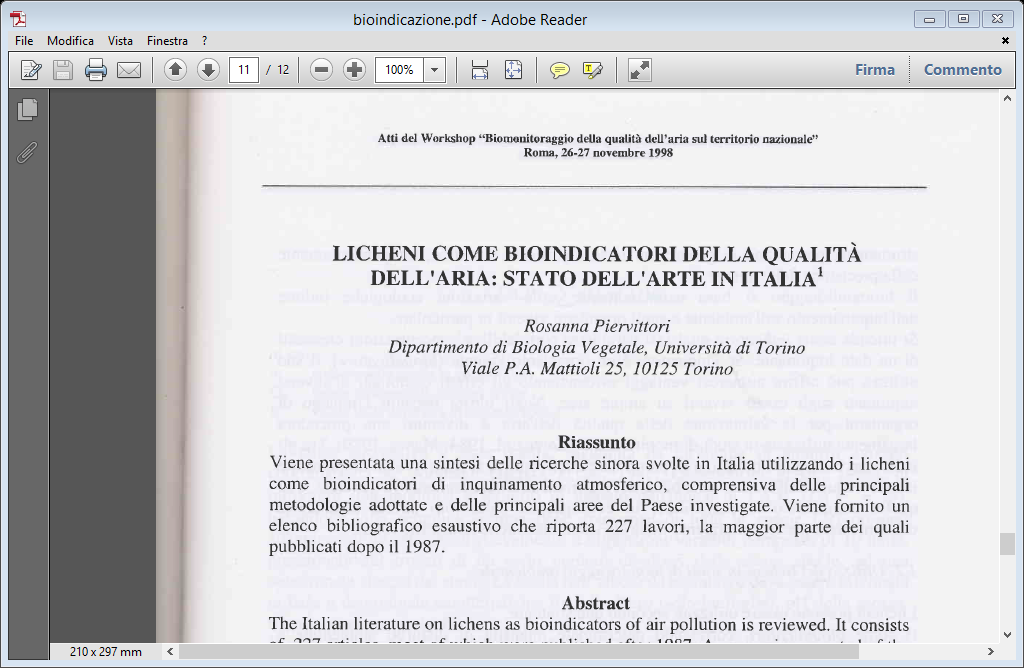 bioindicazione.pdf - Adobe Reader
File Modifica Vista Finestra ?
11 / 12 100% Firma Commento
Atti del Workshop “Biomonitoraggio della qualità dell'aria sul territorio nazionale”
Roma, 26-27 novembre 1998
LICHENI COME BIOINDICATORI DELLA QUALITÀ
DELL'ARIA: STATO DELL'ARTE IN ITALIA1
Rosanna Piervittori
Dipartimento di Biologia Vegetale, Università di Torino
Viale P.A. Mattioli 25, 10125 Torino
Riassunto
Viene presentata una sintesi delle ricerche sinora svolte in Italia utilizzando i licheni
come bioindicatori di inquinamento atmosferico, comprensiva delle principali
metodologie adottate e delle principali aree del Paese investigate. Viene fornito un
elenco bibliografico esaustivo che riporta 227 lavori, la maggior parte dei quali
pubblicati dopo il 1987.
Abstract
The Italian literature on lichens as bioindicators of air pollution is reviewed. It consists
210 x 297 mm